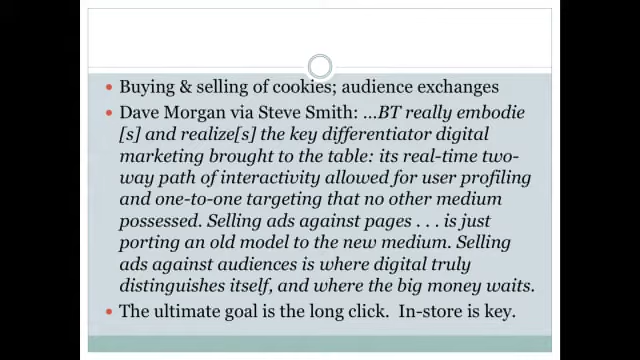 Buying & selling of cookies; audience exchanges
Dave Morgan via Steve Smith: …BT really embodie
[s] and realize[s] the key differentiator digital
marketing brought to the table: its real-time two-
way path of interactivity allowed for user profiling
and one-to-one targeting that no other medium
possessed. Selling ads against pages . . . is just
porting an old model to the new medium. Selling
ads against audiences is where digital truly
distinguishes itself, and where the big money waits.
The ultimate goal is the long click. In-store is key.